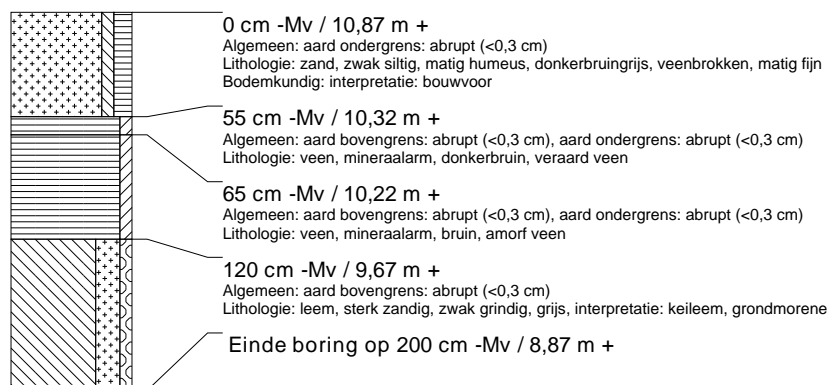 0 cm -Mv / 10,87 m +
Algemeen: aard ondergrens: abrupt (<0,3 cm)
Lithologie: zand, zwak siltig, matig humeus, donkerbruingrijs, veenbrokken, matig fijn
Bodemkundig: interpretatie: bouwvoor
55 cm -Mv / 10,32 m +
Algemeen: aard bovengrens: abrupt (<0,3 cm), aard ondergrens: abrupt (<0,3 cm)
Lithologie: veen, mineraalarm, donkerbruin, veraard veen
65 cm -Mv / 10,22 m +
Algemeen: aard bovengrens: abrupt (<0,3 cm), aard ondergrens: abrupt (<0,3 cm)
Lithologie: veen, mineraalarm, bruin, amorf veen
120 cm -Mv / 9,67 m +
Algemeen: aard bovengrens: abrupt (<0,3 cm)
Lithologie: leem, sterk zandig, zwak grindig, grijs, interpretatie: keileem, grondmorene
Einde boring op 200 cm -Mv / 8,87 m +